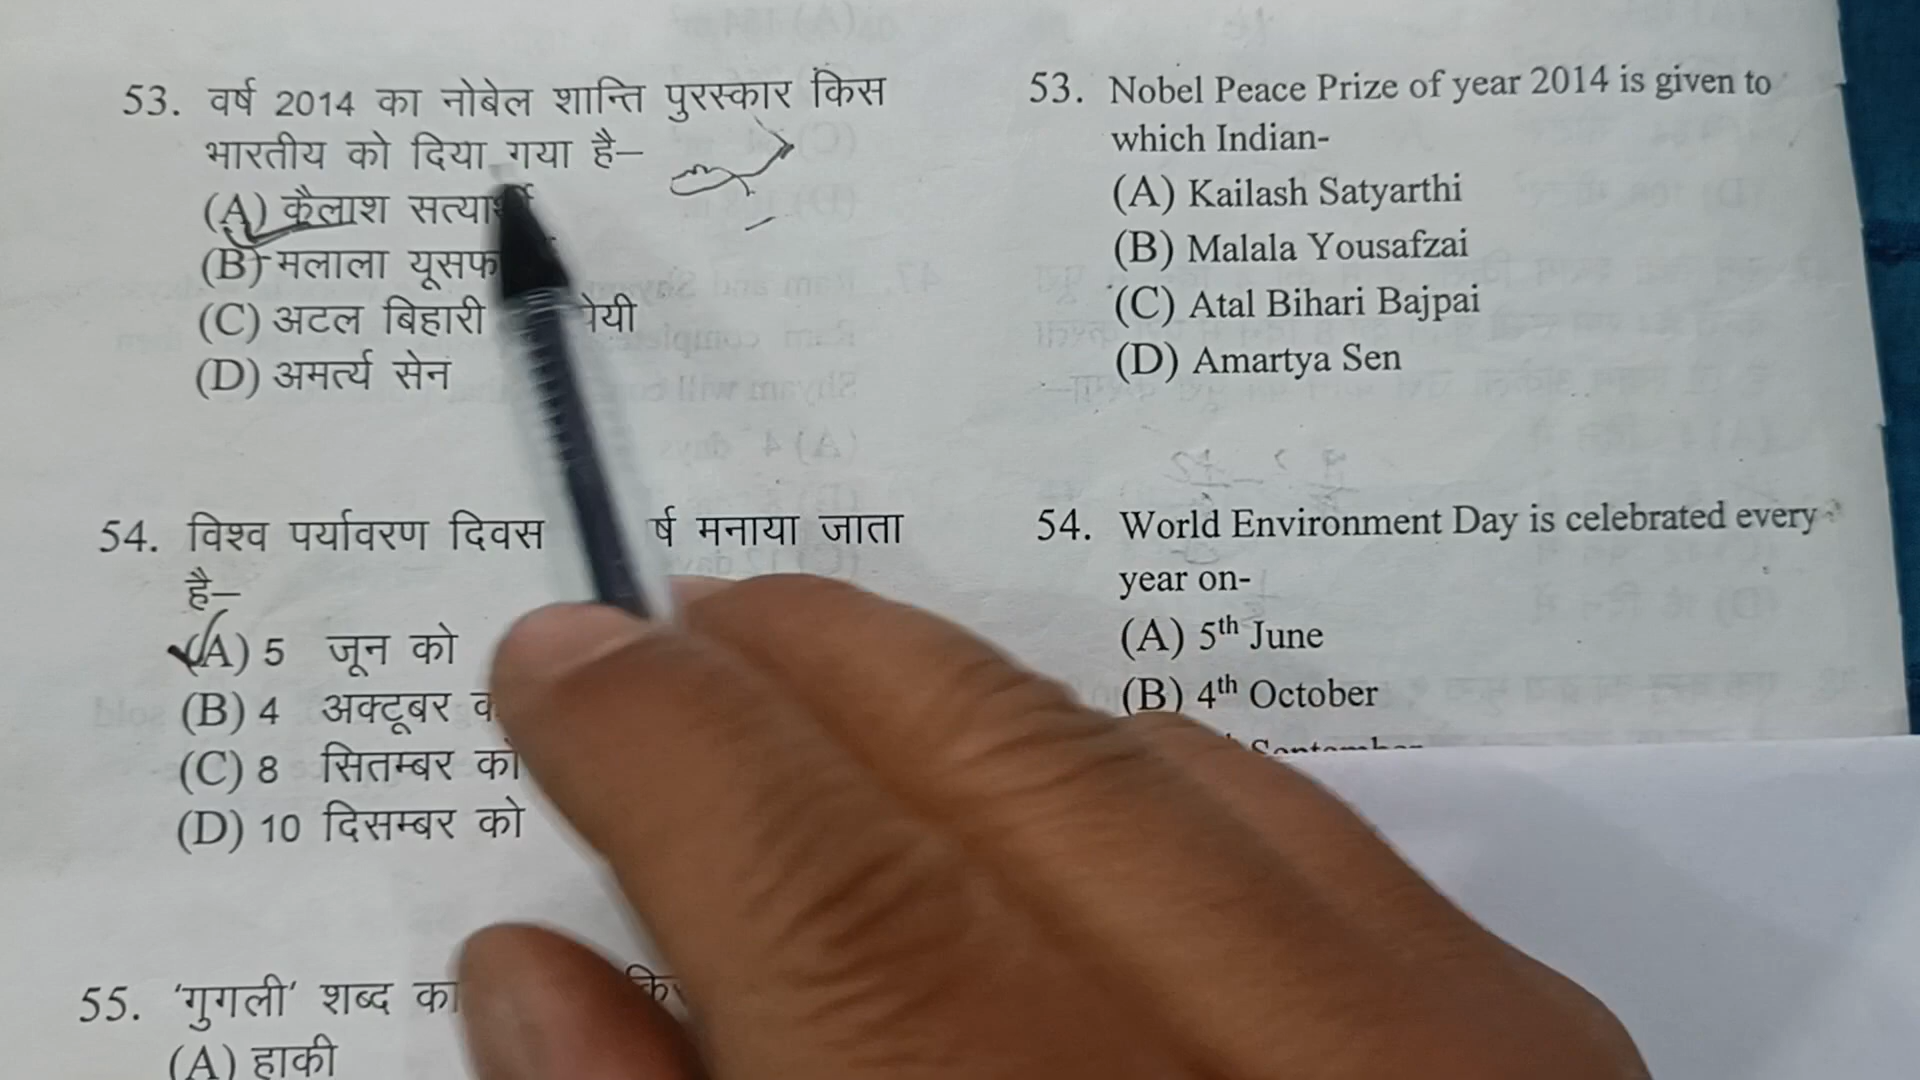 53. वर्ष 2014 का नोबेल शान्ति पुरस्कार किस
भारतीय को दिया गया है–
(A) कैलाश
(B) मलाला
(C) अटल बिहारी
(D) अमर्त्य सेन
54. विश्व पर्यावरण दिवस मनाया जाता
है–
(A) 5 जून को
(B) 4 अक्टूबर
(C) 8 सितम्बर को
(D) 10 दिसम्बर को
55. 'गुगली' शब्द का
(A) हाकी
53. Nobel Peace Prize of year 2014 is given to
which Indian-
(A) Kailash Satyarthi
(B) Malala Yousafzai
(C) Atal Bihari Bajpai
(D) Amartya Sen
54. World Environment Day is celebrated every
year on-
(A) 5th June
(B) 4th October